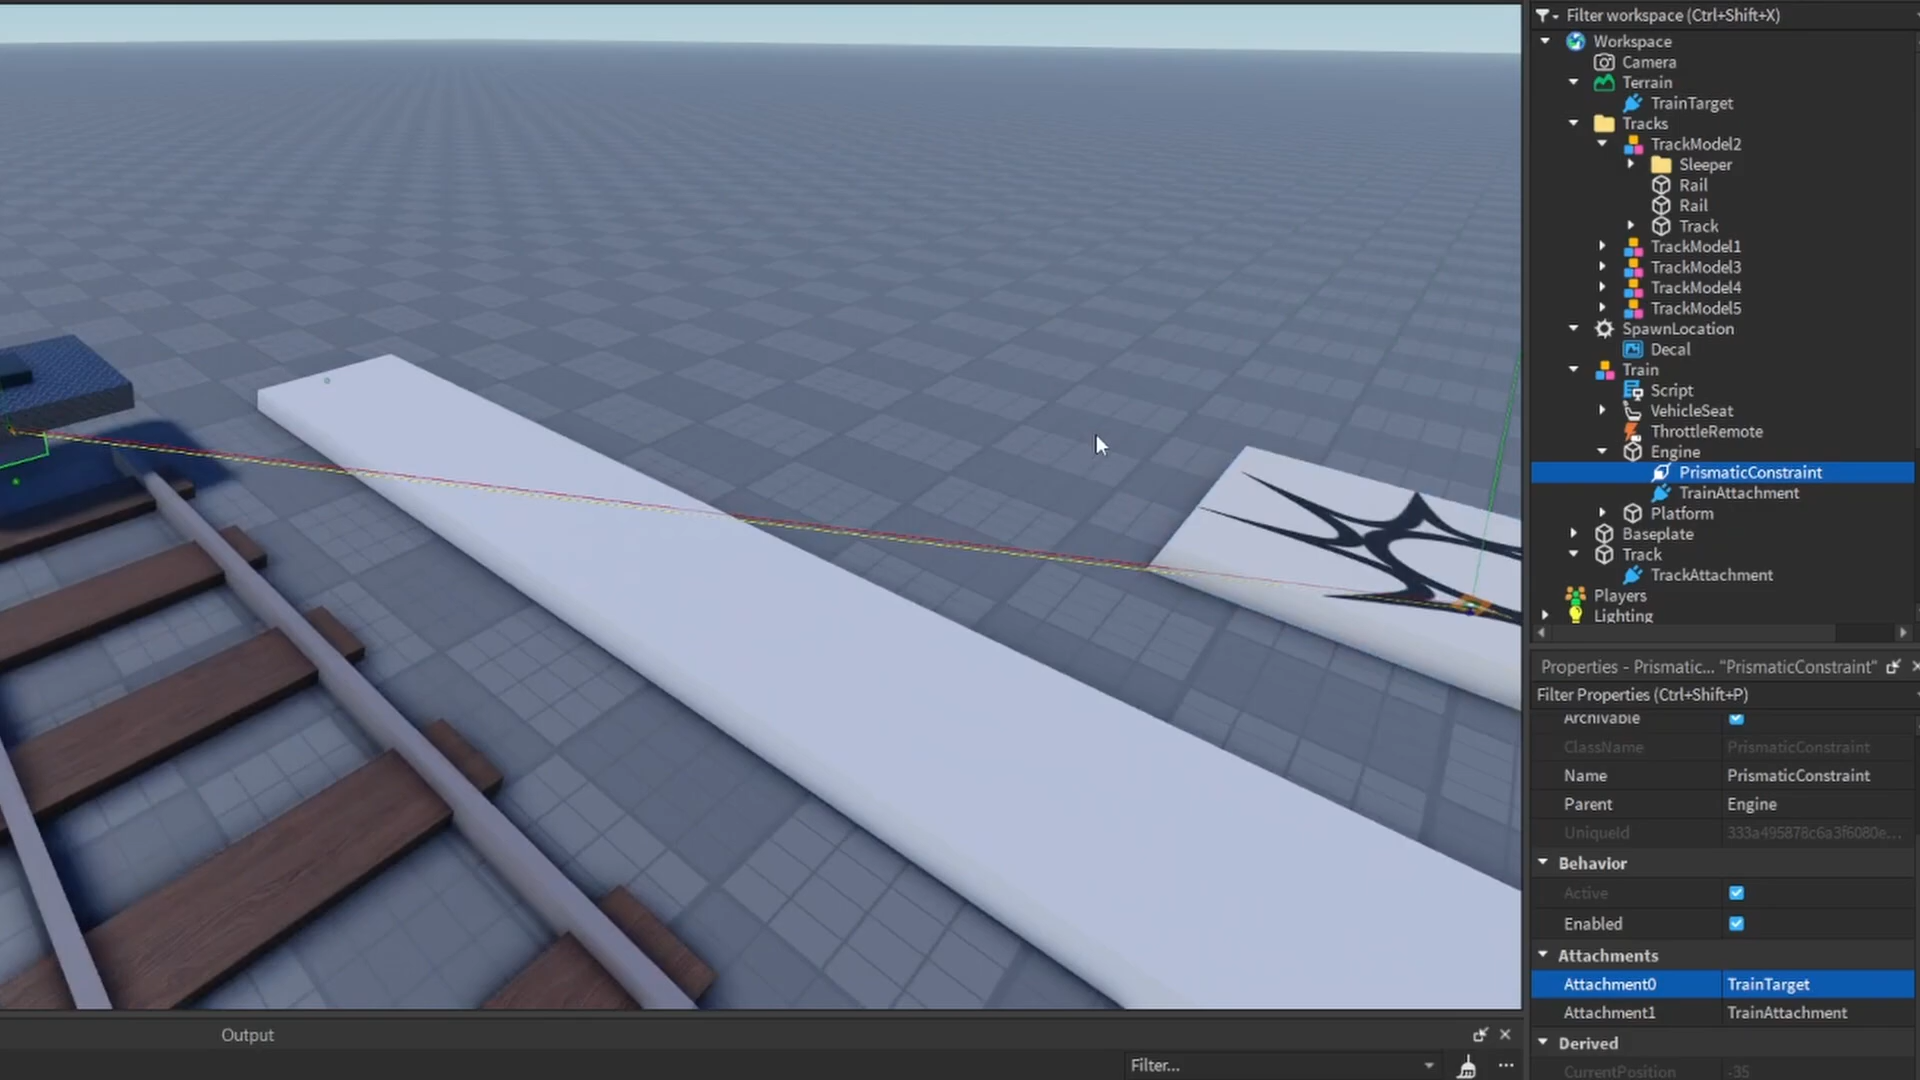 Filter workspace (Ctrl+Shift+X)
Workspace
Camera
Terrain
TrainTarget
Tracks
TrackModel2
Sleeper
Rail
Rail
Track
TrackModel1
TrackModel3
TrackModel4
TrackModel5
SpawnLocation
Decal
Train
Script
VehicleSeat
ThrottleRemote
Engine
PrismaticConstraint
TrainAttachment
Platform
Baseplate
Track
TrackAttachment
Players
Lighting
Properties - Prismatic... "PrismaticConstraint"
Filter Properties (Ctrl+Shift+P)
Archivable
ClassName PrismaticConstraint
Name PrismaticConstraint
Parent Engine
UniqueId 333a495878c6a3f6080e...
Behavior
Active
Enabled
Attachments
Attachment0 TrainTarget
Attachment1 TrainAttachment
Derived
CurrentPosition -35
Output
Filter...